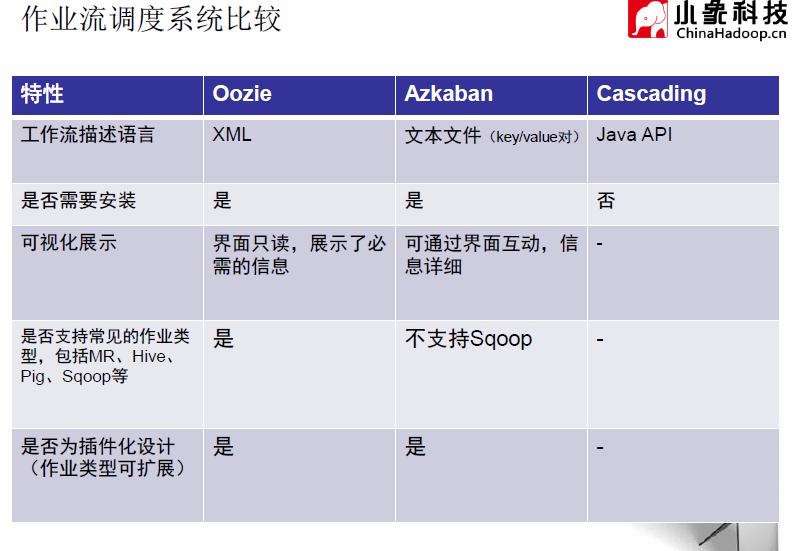 作业流调度系统比较
小象科技
ChinaHadoop.cn
特性 Oozie Azkaban Cascading
工作流描述语言 XML 文本文件（key/value对） Java API
是否需要安装 是 是 否
可视化展示 界面只读，展示了必 可通过界面互动，信 -
需的信息 息详细
是否支持常见的作业类 是 不支持Sqoop -
型，包括MR、Hive、
Pig、Sqoop等
是否为插件化设计 是 是 -
（作业类型可扩展）